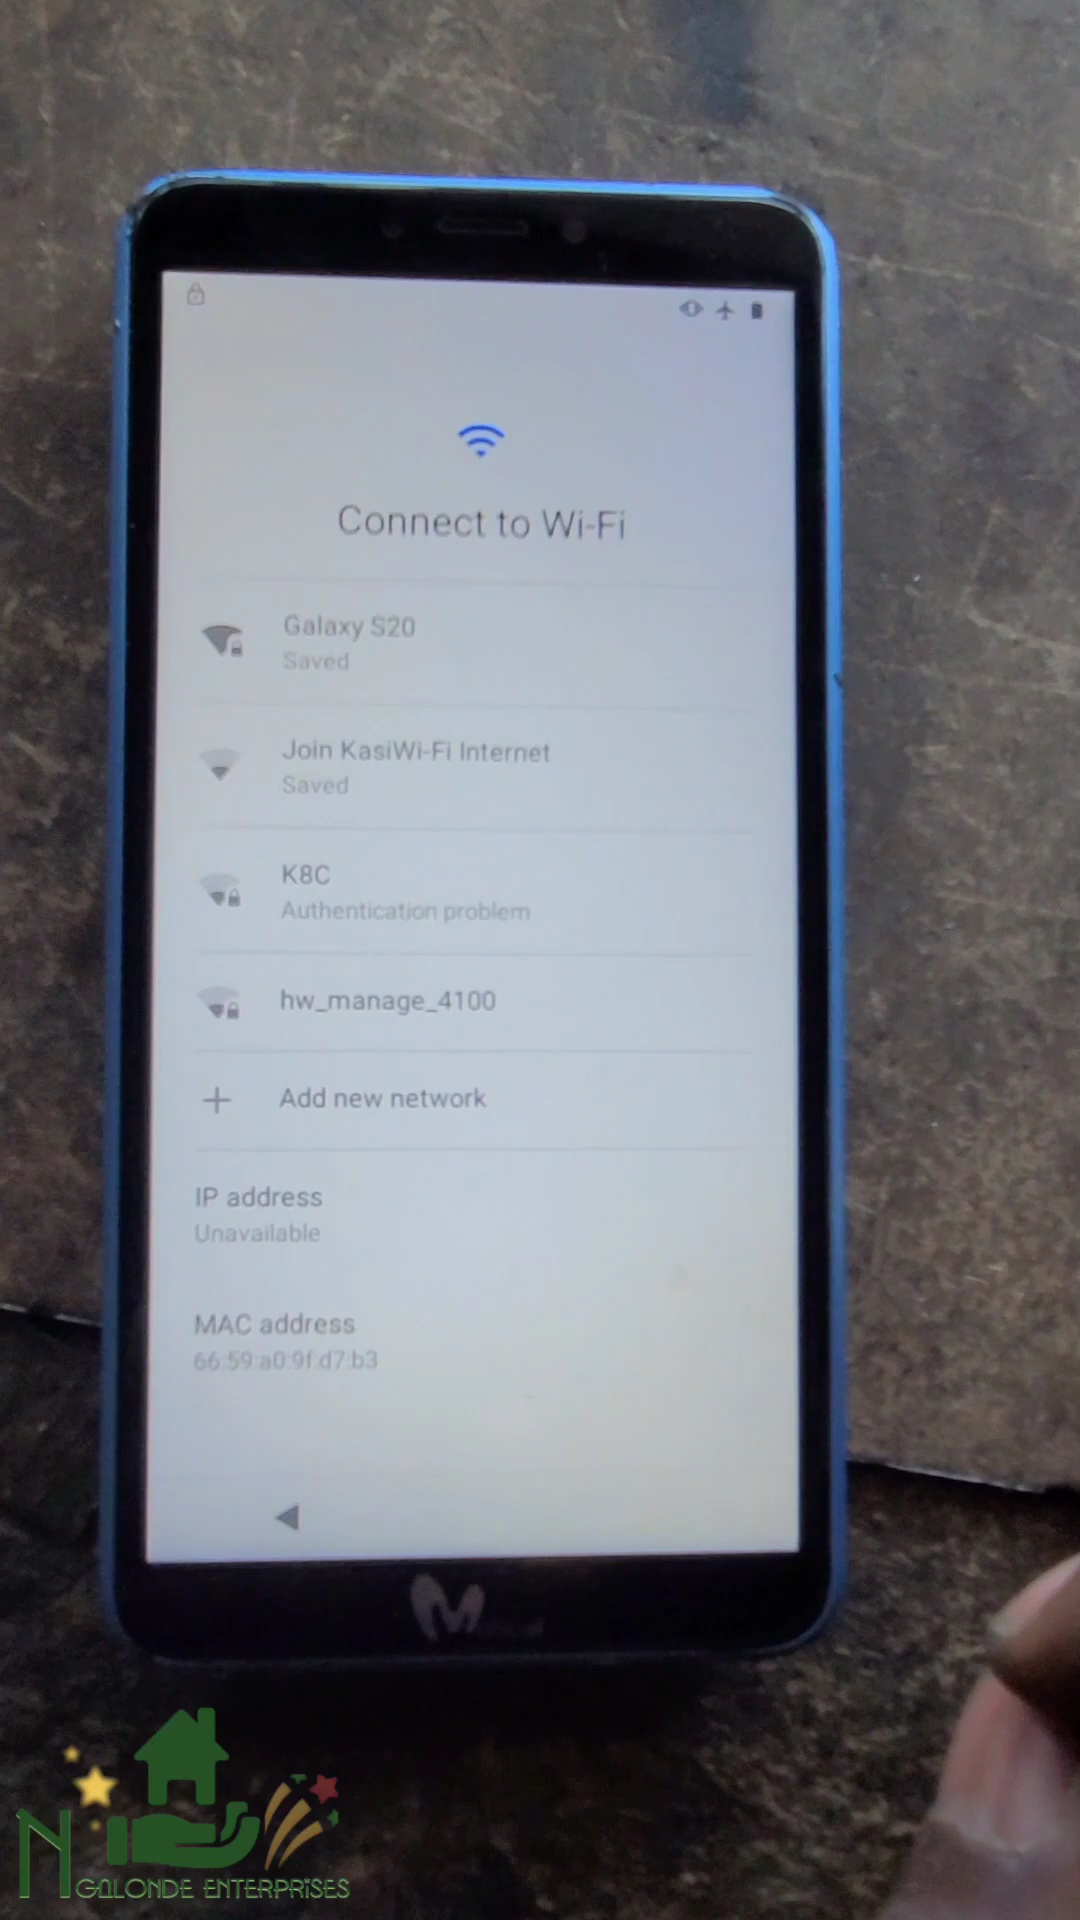 Connect to Wi-Fi
Galaxy S20
Saved
Join KasiWi-Fi Internet
Saved
K8C
Authentication problem
hw_manage_4100
Add new network
IP address
Unavailable
MAC address
66:59:a0:9f:d7:b3
NGALONDE ENTERPRISES